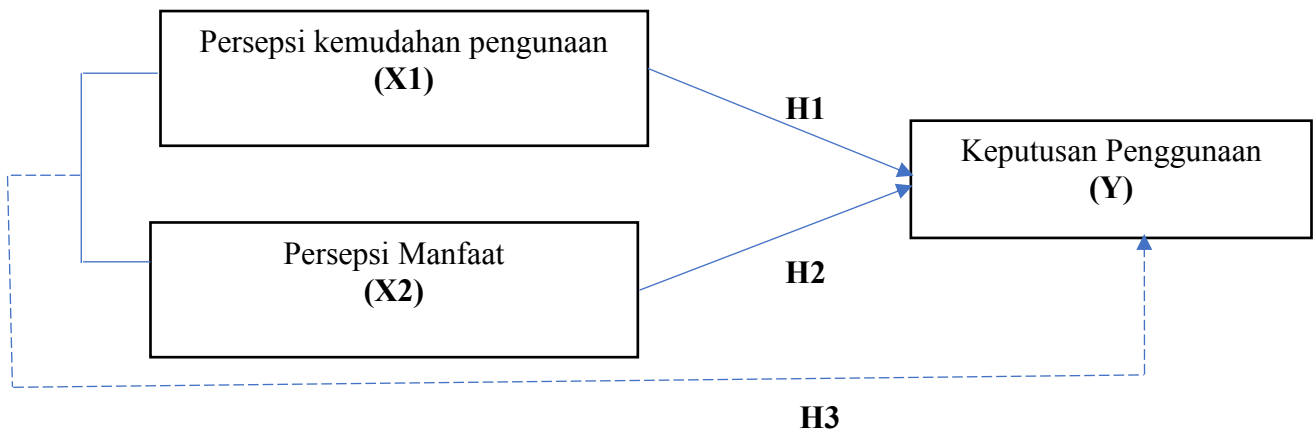 Persepsi kemudahan pengunaan
(X1)
H1
Keputusan Penggunaan
(Y)
Persepsi Manfaat
(X2)
H2
H3